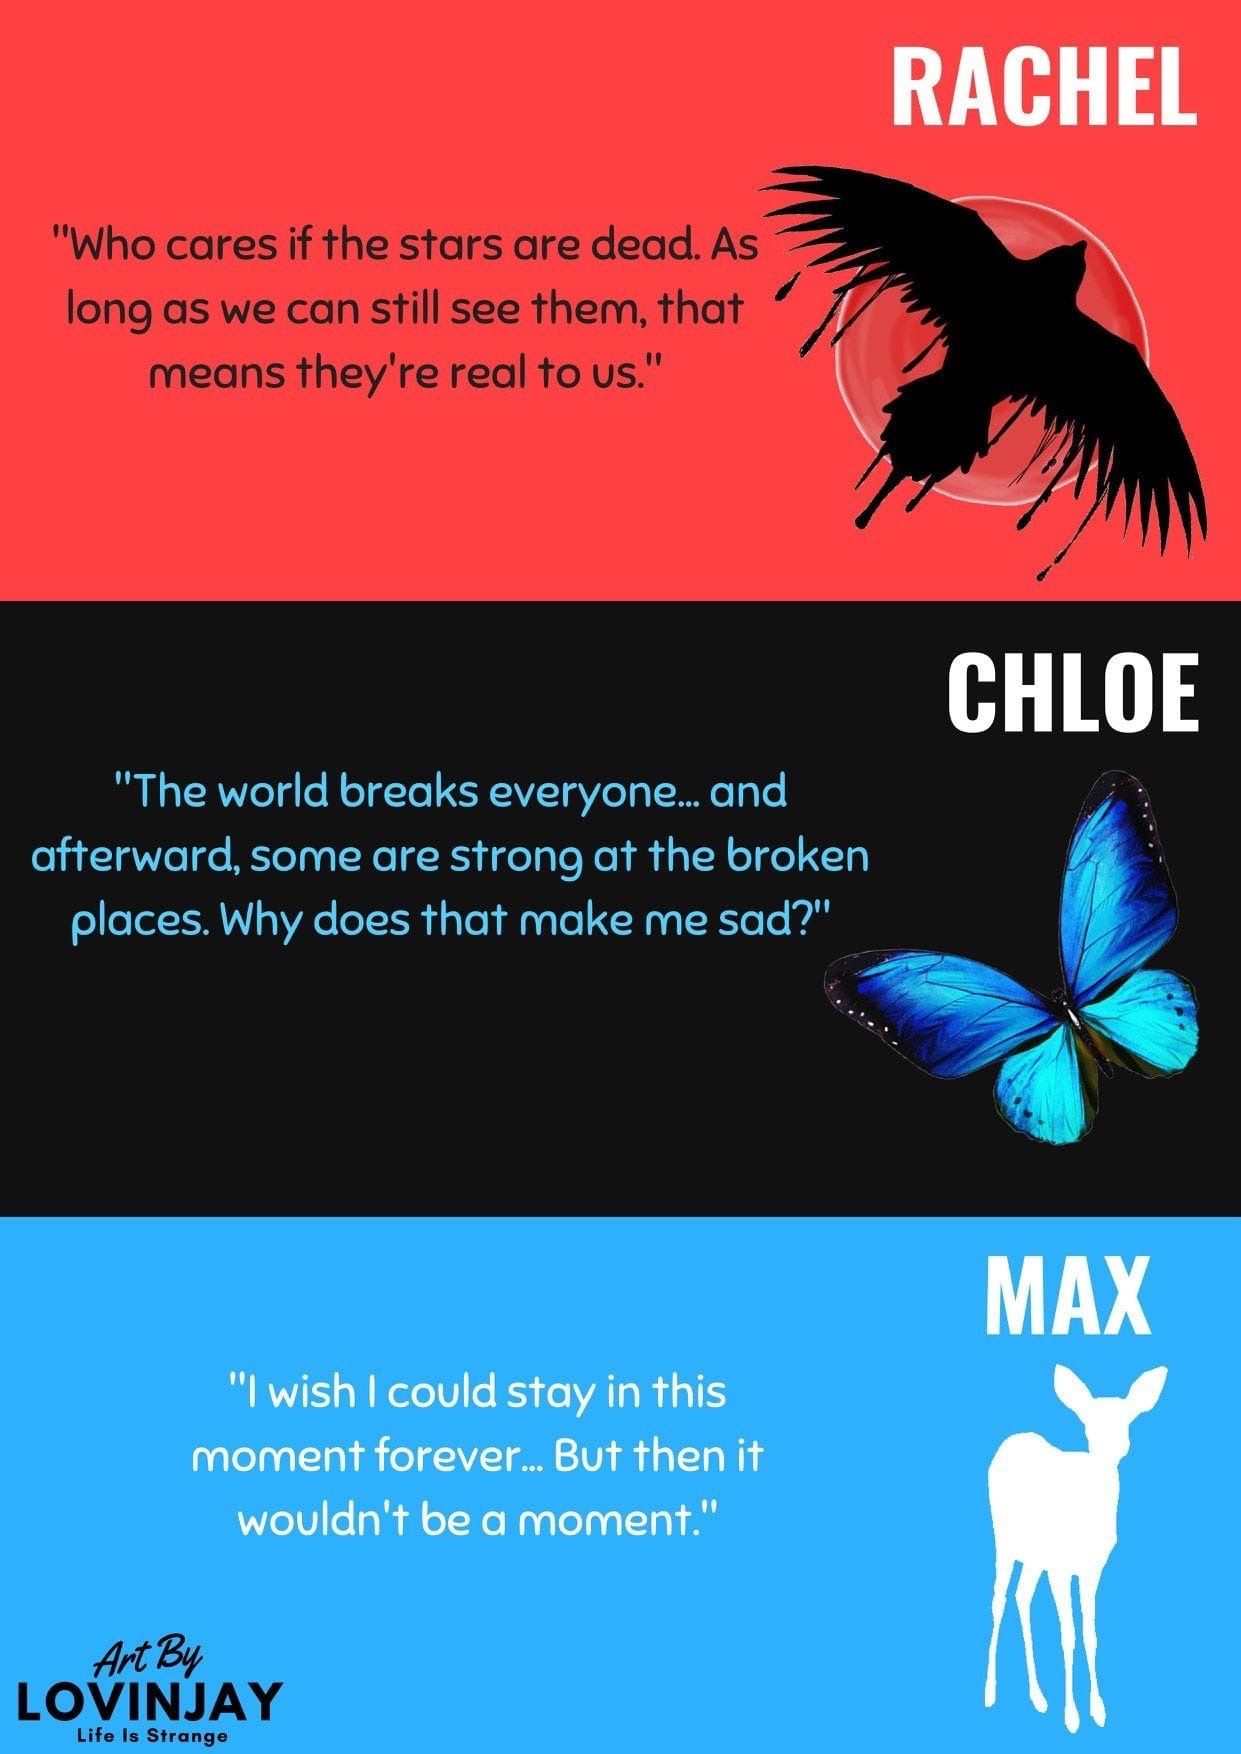 RACHEL
"Who cares if the stars are dead. As
long as we can still see them, that
means they're real to us."
CHLOE
"The world breaks everyone... and
afterward, some are strong at the broken
places. Why does that make me sad?"
MAX
"I wish I could stay in this
moment forever... But then it
wouldn't be a moment."
Art By
LOVINJAY
Life Is Strange